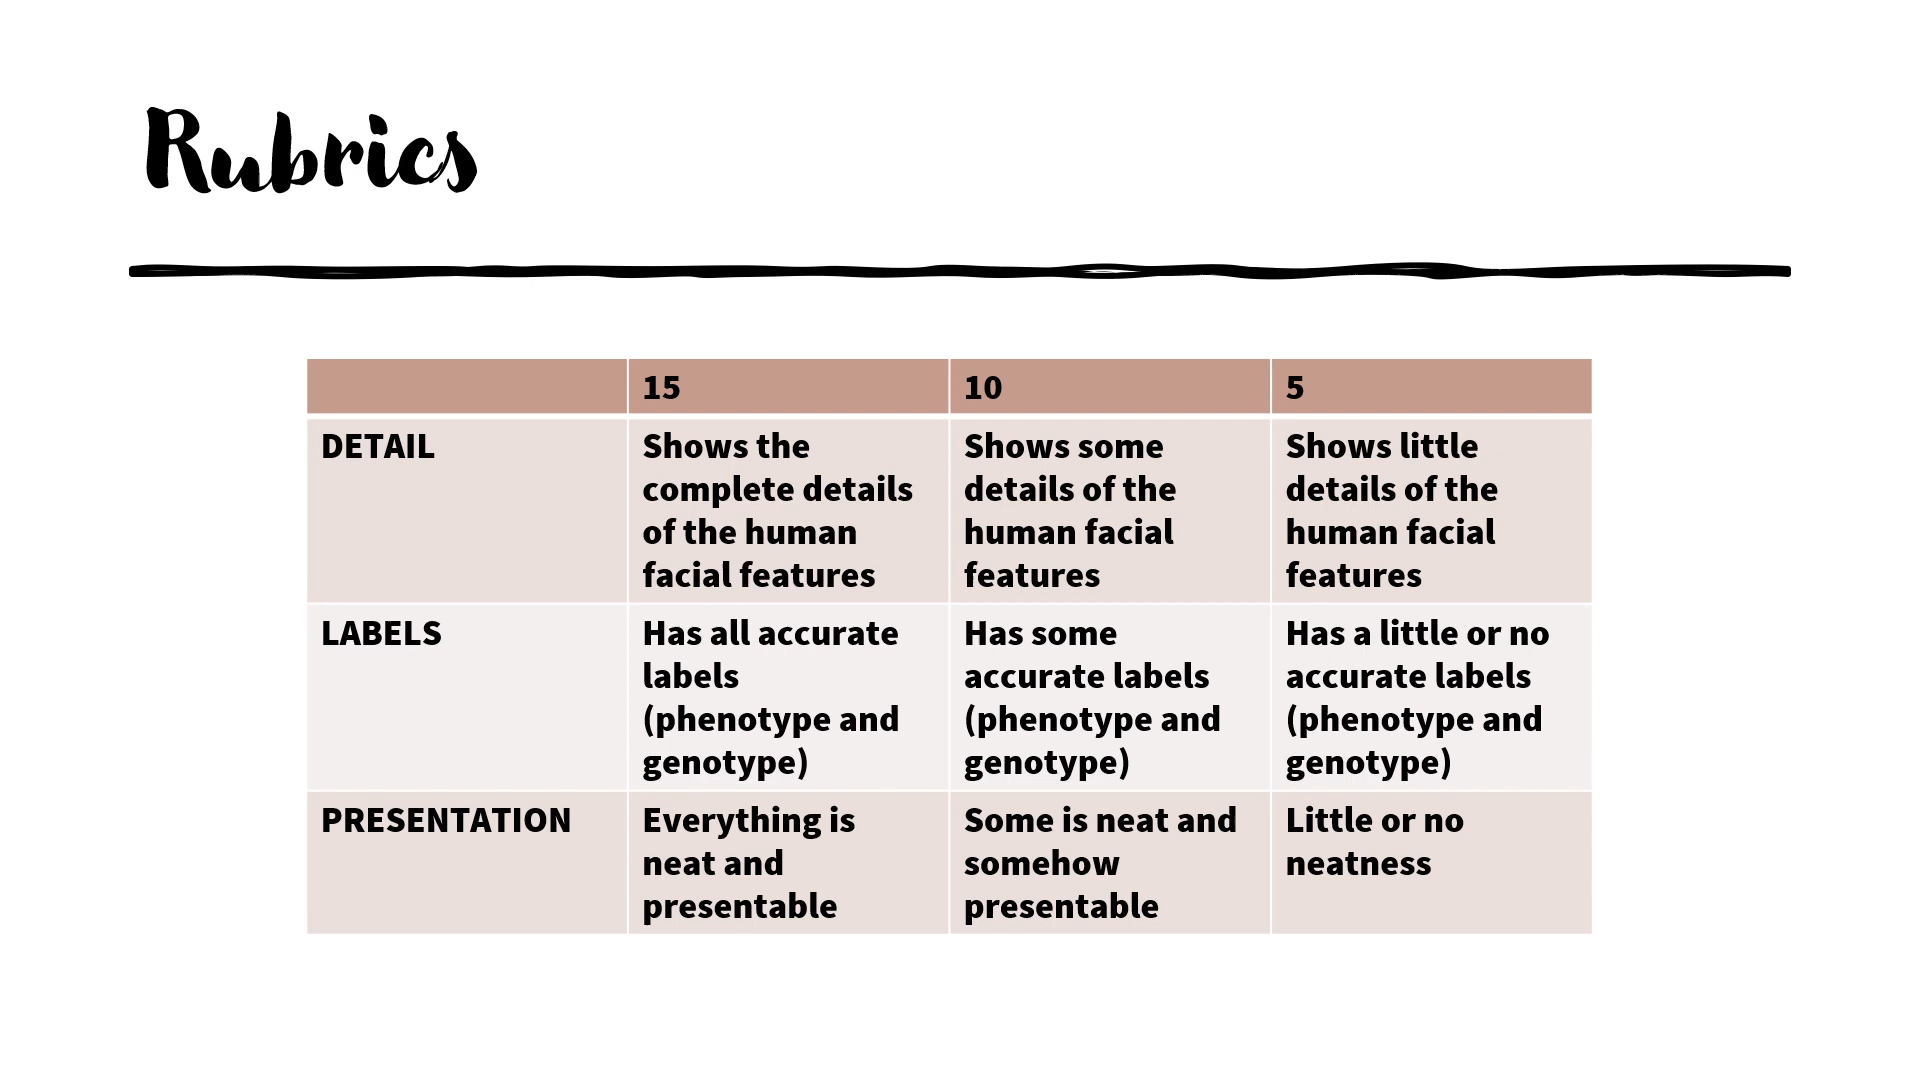 Rubrics
15
10
5
DETAIL
Shows the
complete details
of the human
facial features
Shows some
details of the
human facial
features
Shows little
details of the
human facial
features
LABELS
Has all accurate
labels
(phenotype and
genotype)
Has some
accurate labels
(phenotype and
genotype)
Has a little or no
accurate labels
(phenotype and
genotype)
PRESENTATION
Everything is
neat and
presentable
Some is neat and
somehow
presentable
Little or no
neatness